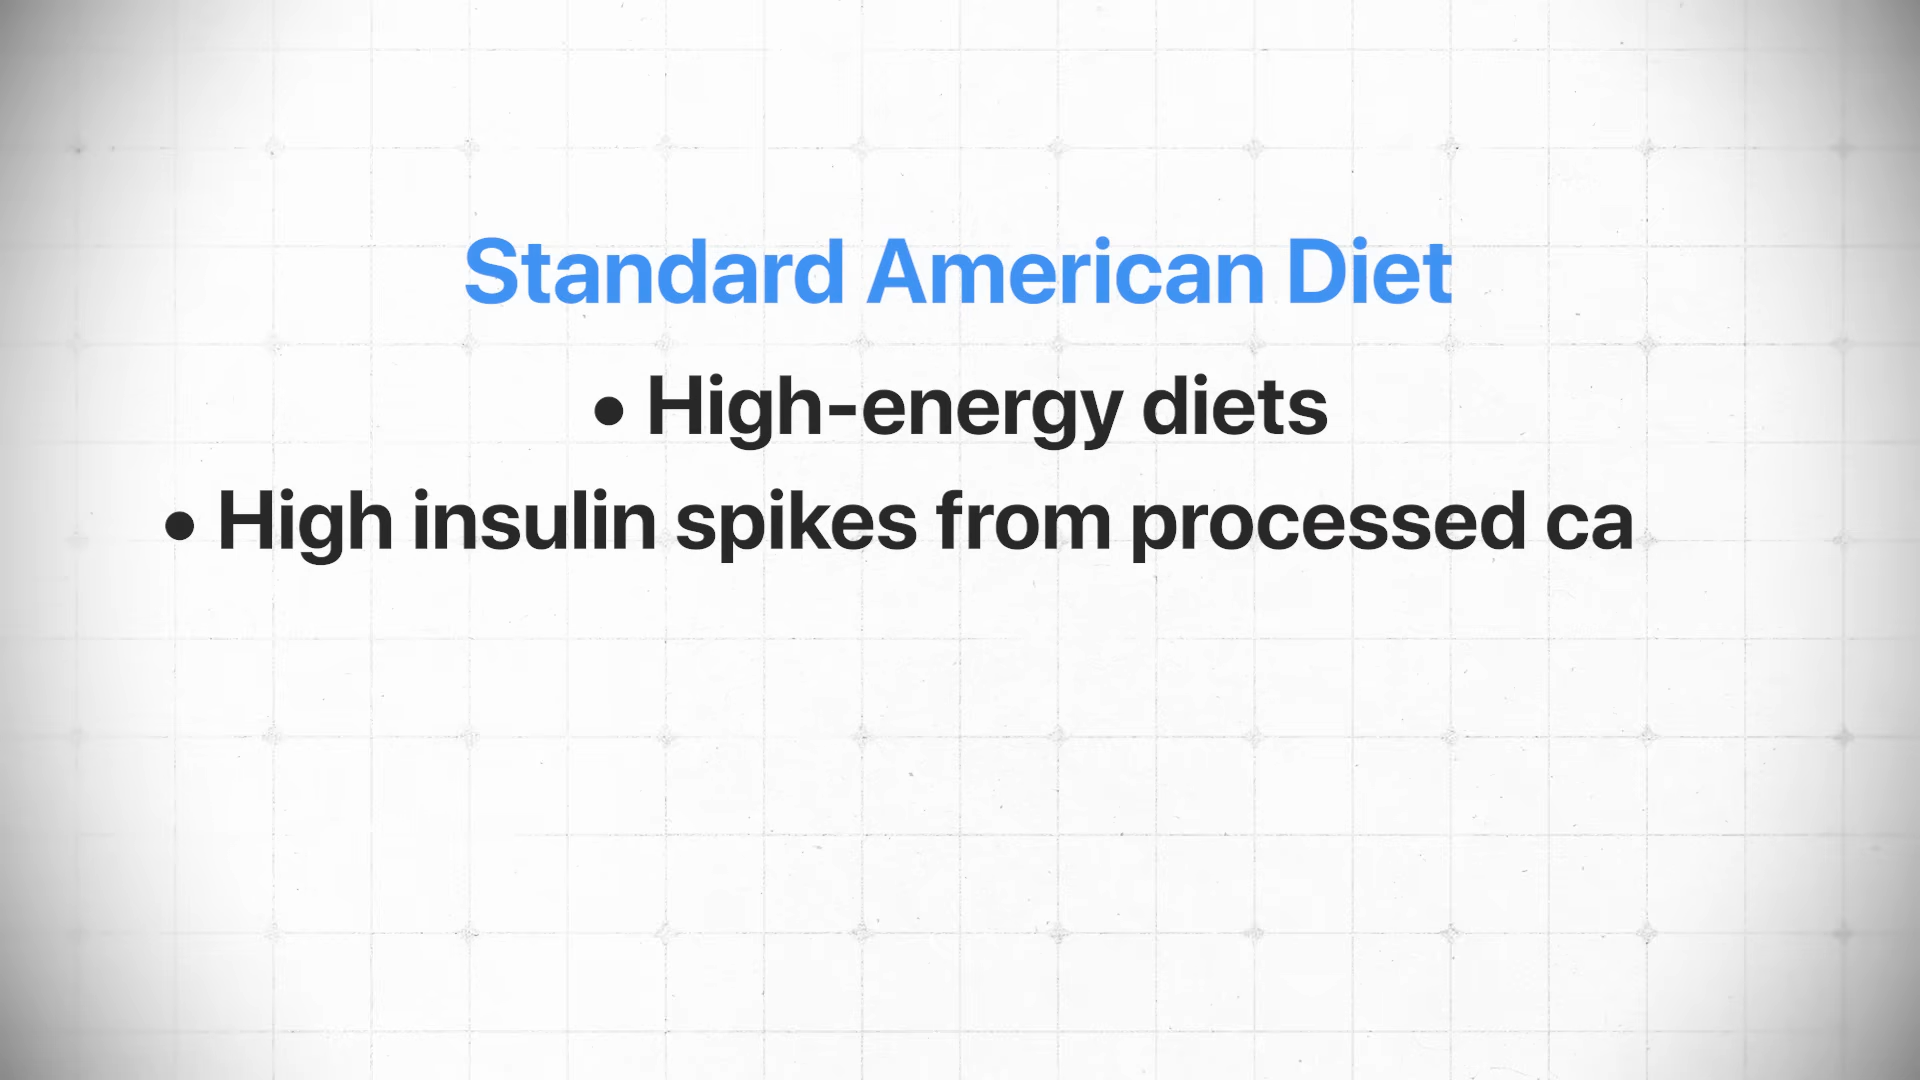 Standard American Diet
• High-energy diets
• High insulin spikes from processed ca